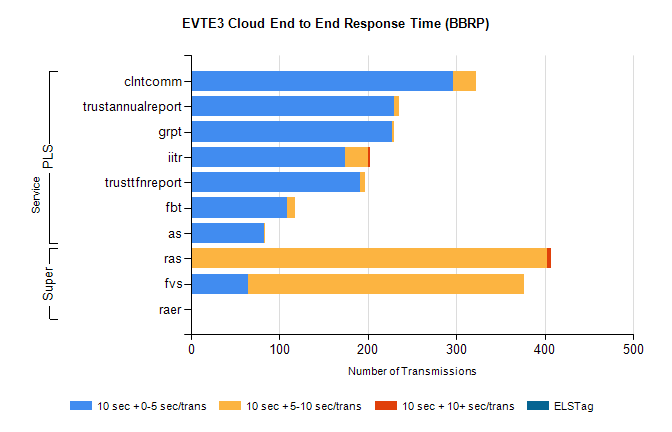 EVTE3 Cloud End to End Response Time (BBRP)
Service
PLS
clntcomm
trustannualreport
grpt
iitr
trusttfnreport
fbt
as
Super
ras
fvs
raer
0 100 200 300 400 500
Number of Transmissions
10 sec +0-5 sec/trans 10 sec +5-10 sec/trans 10 sec + 10+ sec/trans ELSTag